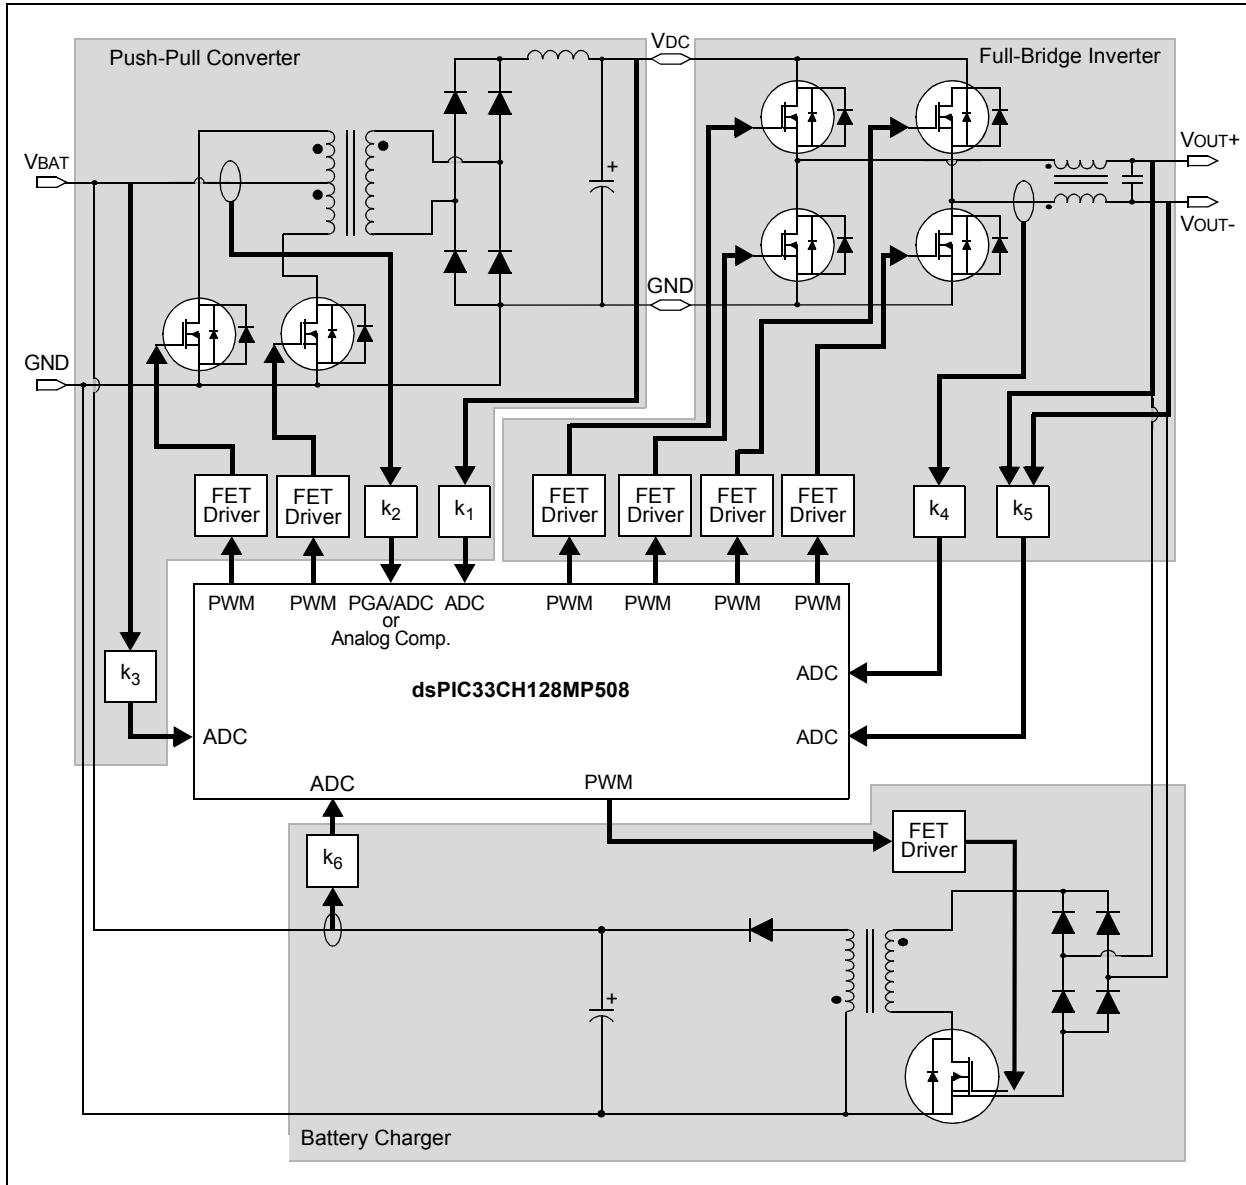 Push-Pull Converter
VDC
Full-Bridge Inverter
VBAT
VOUT+
VOUT-
GND
GND
FET
Driver
FET
Driver
k2
k1
FET
Driver
FET
Driver
FET
Driver
FET
Driver
k4
k5
PWM
PWM
PGA/ADC
or
Analog Comp.
ADC
PWM
PWM
PWM
PWM
k3
ADC
dsPIC33CH128MP508
ADC
ADC
ADC
PWM
k6
FET
Driver
+
+
Battery Charger